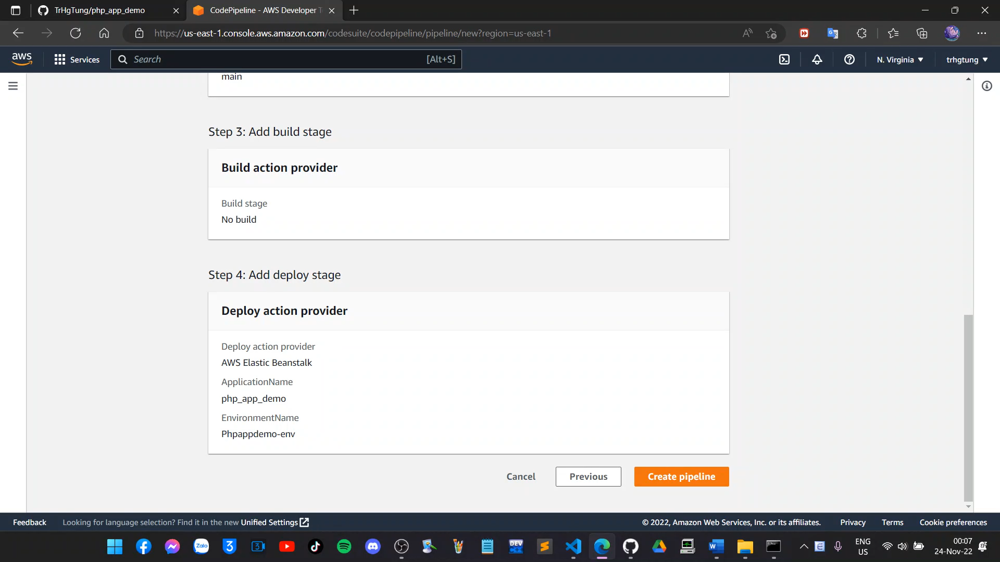 TrHgTung/php_app_demo
CodePipeline - AWS Developer T
https://us-east-1.console.aws.amazon.com/codesuite/codepipeline/pipeline/new?region=us-east-1
aws
Services
Search
[Alt+S]
N. Virginia
trhgtung
main
Step 3: Add build stage
Build action provider
Build stage
No build
Step 4: Add deploy stage
Deploy action provider
Deploy action provider
AWS Elastic Beanstalk
ApplicationName
php_app_demo
EnvironmentName
Phpappdemo-env
Cancel
Previous
Create pipeline
Feedback
Looking for language selection? Find it in the new Unified Settings
© 2022, Amazon Web Services, Inc. or its affiliates.
Privacy
Terms
Cookie preferences
Zalo
DEV
ENG
US
00:07
24-Nov-22